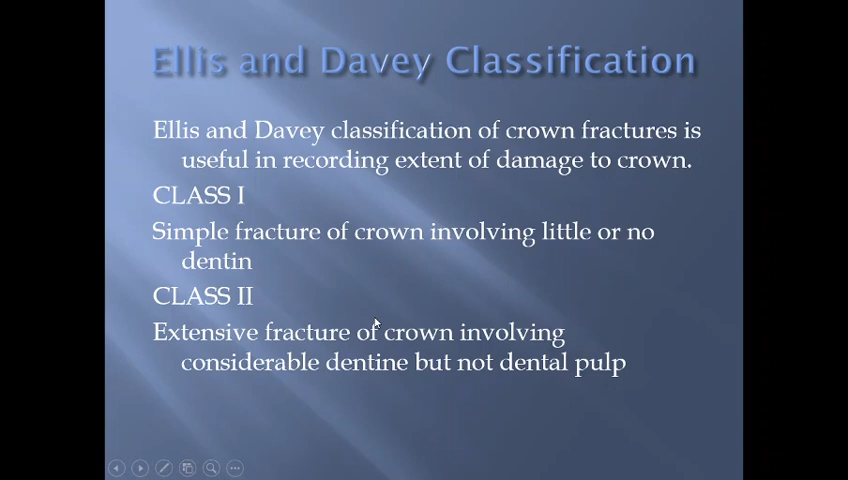 Ellis and Davey Classification
Ellis and Davey classification of crown fractures is
useful in recording extent of damage to crown.
CLASS I
Simple fracture of crown involving little or no
dentin
CLASS II
Extensive fracture of crown involving
considerable dentine but not dental pulp